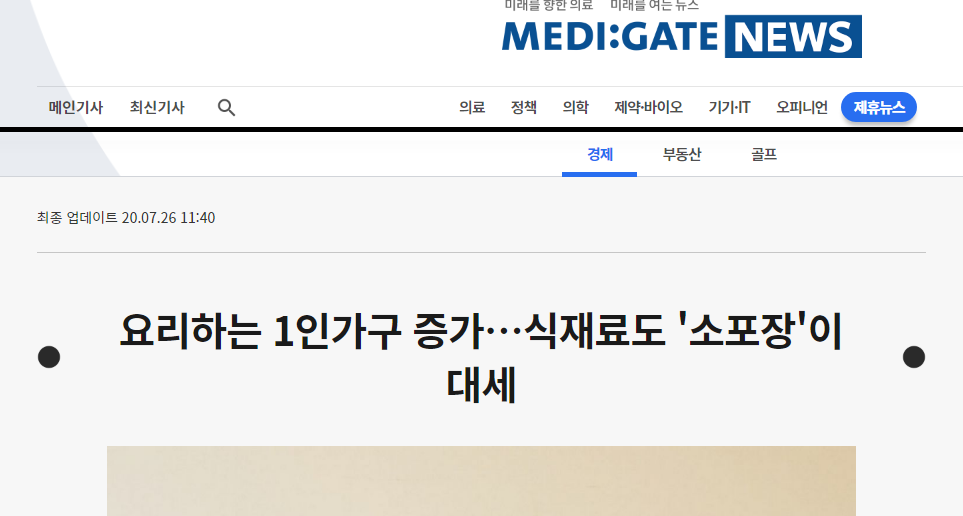 미래를 향한 의료 미래를 여는 뉴스
MEDI:GATE NEWS
메인기사 최신기사 의료 정책 의학 제약·바이오 기기·IT 오피니언 제휴뉴스
경제 부동산 골프
최종 업데이트 20.07.26 11:40
요리하는 1인가구 증가…식재료도 '소포장'이
대세